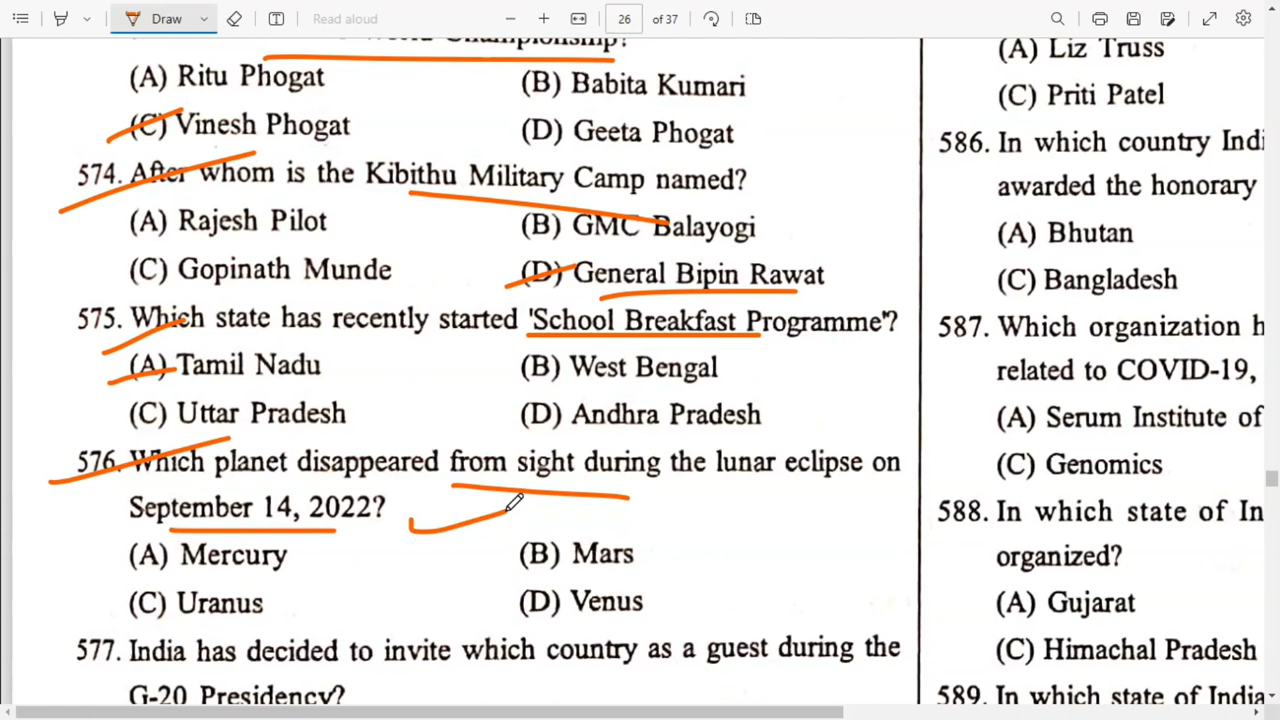 Draw
Read aloud
26 of 37
World Championship?
(A) Ritu Phogat (B) Babita Kumari
(C) Vinesh Phogat (D) Geeta Phogat
574. After whom is the Kibithu Military Camp named?
(A) Rajesh Pilot (B) GMC Balayogi
(C) Gopinath Munde (D) General Bipin Rawat
575. Which state has recently started 'School Breakfast Programme'?
(A) Tamil Nadu (B) West Bengal
(C) Uttar Pradesh (D) Andhra Pradesh
576. Which planet disappeared from sight during the lunar eclipse on
September 14, 2022?
(A) Mercury (B) Mars
(C) Uranus (D) Venus
577. India has decided to invite which country as a guest during the
G-20 Presidency?
(A) Liz Truss
(C) Priti Patel
586. In which country Indi
awarded the honorary
(A) Bhutan
(C) Bangladesh
587. Which organization h
related to COVID-19,
(A) Serum Institute of
(C) Genomics
588. In which state of In
organized?
(A) Gujarat
(C) Himachal Pradesh
589. In which state of India